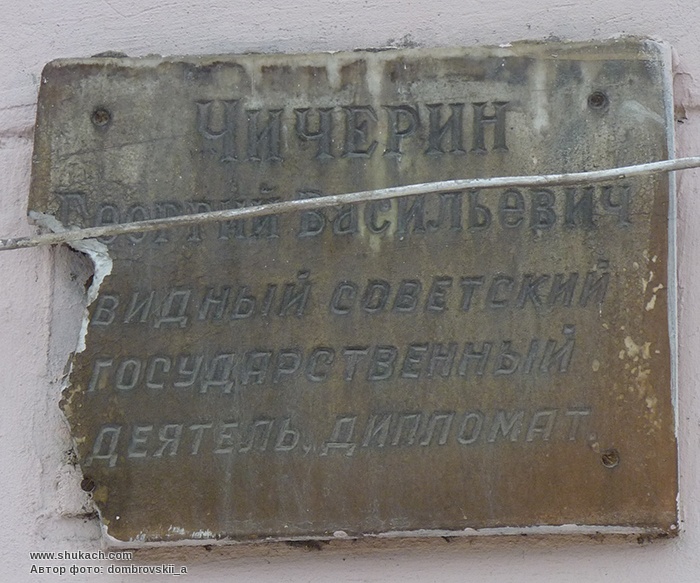 ЧИЧЕРИН
Георгий Васильевич
ВИДНЫЙ СОВЕТСКИЙ
ГОСУДАРСТВЕННЫЙ
ДЕЯТЕЛЬ, ДИПЛОМАТ.
www.shukach.com
Автор фото: dombrovskii_a